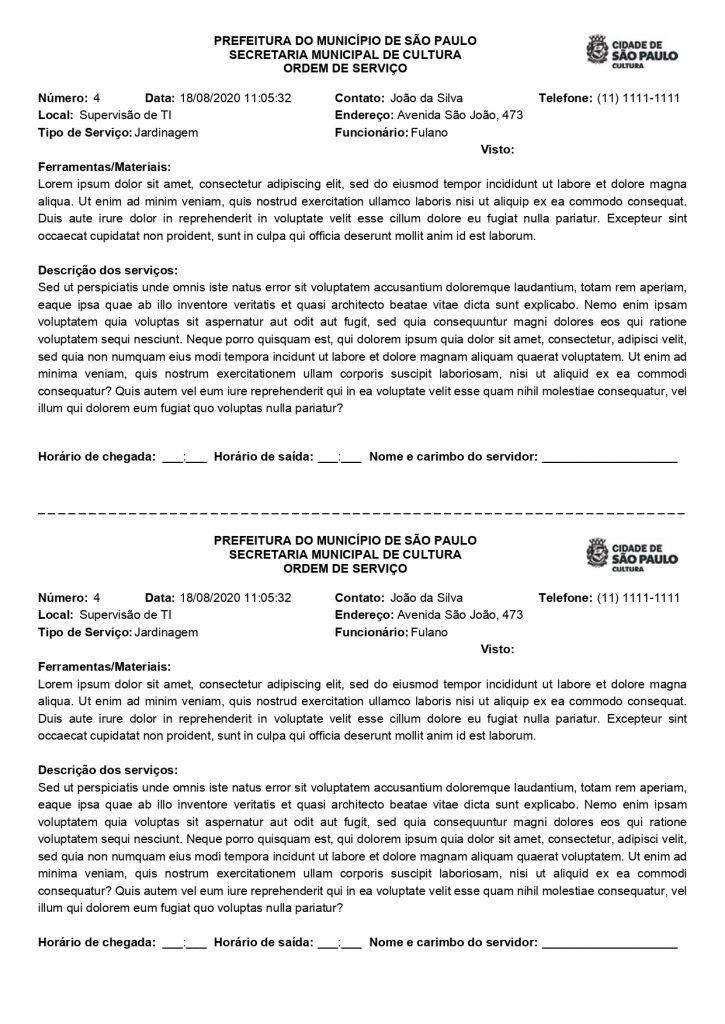 PREFEITURA DO MUNICÍPIO DE SÃO PAULO
SECRETARIA MUNICIPAL DE CULTURA
ORDEM DE SERVIÇO
CIDADE DE
SÃO PAULO
CULTURA
Número: 4 Data: 18/08/2020 11:05:32 Contato: João da Silva Telefone: (11) 1111-1111
Local: Supervisão de TI Endereço: Avenida São João, 473
Tipo de Serviço: Jardinagem Funcionário: Fulano
Visto:
Ferramentas/Materiais:
Lorem ipsum dolor sit amet, consectetur adipiscing elit, sed do eiusmod tempor incididunt ut labore et dolore magna
aliqua. Ut enim ad minim veniam, quis nostrud exercitation ullamco laboris nisi ut aliquip ex ea commodo consequat.
Duis aute irure dolor in reprehenderit in voluptate velit esse cillum dolore eu fugiat nulla pariatur. Excepteur sint
occaecat cupidatat non proident, sunt in culpa qui officia deserunt mollit anim id est laborum.
Descrição dos serviços:
Sed ut perspiciatis unde omnis iste natus error sit voluptatem accusantium doloremque laudantium, totam rem aperiam,
eaque ipsa quae ab illo inventore veritatis et quasi architecto beatae vitae dicta sunt explicabo. Nemo enim ipsam
voluptatem quia voluptas sit aspernatur aut odit aut fugit, sed quia consequuntur magni dolores eos qui ratione
voluptatem sequi nesciunt. Neque porro quisquam est, qui dolorem ipsum quia dolor sit amet, consectetur, adipisci velit,
sed quia non numquam eius modi tempora incidunt ut labore et dolore magnam aliquam quaerat voluptatem. Ut enim ad
minima veniam, quis nostrum exercitationem ullam corporis suscipit laboriosam, nisi ut aliquid ex ea commodi
consequatur? Quis autem vel eum iure reprehenderit qui in ea voluptate velit esse quam nihil molestiae consequatur, vel
illum qui dolorem eum fugiat quo voluptas nulla pariatur?
Horário de chegada: ___:___ Horário de saída: ___:___ Nome e carimbo do servidor: ____________________
PREFEITURA DO MUNICÍPIO DE SÃO PAULO
SECRETARIA MUNICIPAL DE CULTURA
ORDEM DE SERVIÇO
CIDADE DE
SÃO PAULO
CULTURA
Número: 4 Data: 18/08/2020 11:05:32 Contato: João da Silva Telefone: (11) 1111-1111
Local: Supervisão de TI Endereço: Avenida São João, 473
Tipo de Serviço: Jardinagem Funcionário: Fulano
Visto:
Ferramentas/Materiais:
Lorem ipsum dolor sit amet, consectetur adipiscing elit, sed do eiusmod tempor incididunt ut labore et dolore magna
aliqua. Ut enim ad minim veniam, quis nostrud exercitation ullamco laboris nisi ut aliquip ex ea commodo consequat.
Duis aute irure dolor in reprehenderit in voluptate velit esse cillum dolore eu fugiat nulla pariatur. Excepteur sint
occaecat cupidatat non proident, sunt in culpa qui officia deserunt mollit anim id est laborum.
Descrição dos serviços:
Sed ut perspiciatis unde omnis iste natus error sit voluptatem accusantium doloremque laudantium, totam rem aperiam,
eaque ipsa quae ab illo inventore veritatis et quasi architecto beatae vitae dicta sunt explicabo. Nemo enim ipsam
voluptatem quia voluptas sit aspernatur aut odit aut fugit, sed quia consequuntur magni dolores eos qui ratione
voluptatem sequi nesciunt. Neque porro quisquam est, qui dolorem ipsum quia dolor sit amet, consectetur, adipisci velit,
sed quia non numquam eius modi tempora incidunt ut labore et dolore magnam aliquam quaerat voluptatem. Ut enim ad
minima veniam, quis nostrum exercitationem ullam corporis suscipit laboriosam, nisi ut aliquid ex ea commodi
consequatur? Quis autem vel eum iure reprehenderit qui in ea voluptate velit esse quam nihil molestiae consequatur, vel
illum qui dolorem eum fugiat quo voluptas nulla pariatur?
Horário de chegada: ___:___ Horário de saída: ___:___ Nome e carimbo do servidor: ____________________